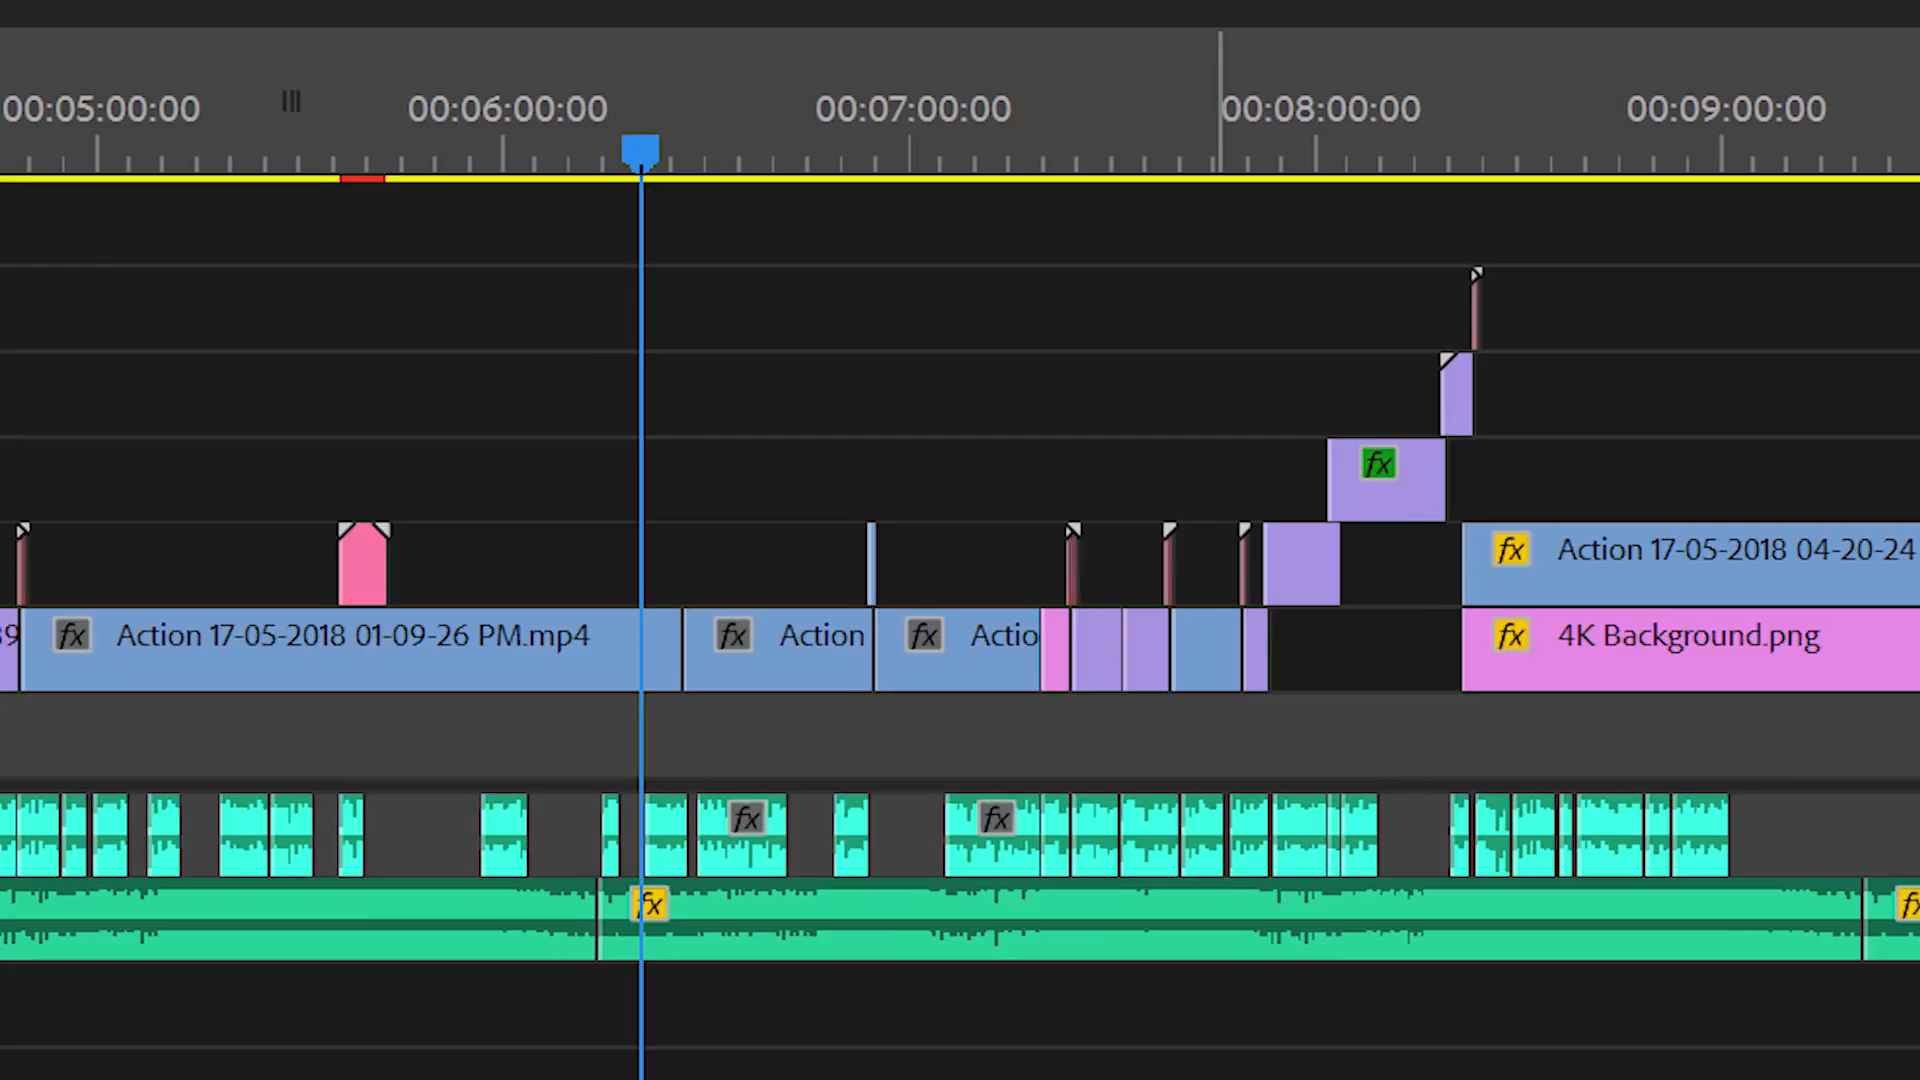 00:05:00:00 00:06:00:00 00:07:00:00 00:08:00:00 00:09:00:00
fx
fx Action 17-05-2018 04-20-24
39 fx Action 17-05-2018 01-09-26 PM.mp4 fx Action fx Actio fx 4K Background.png
fx fx
fx fx